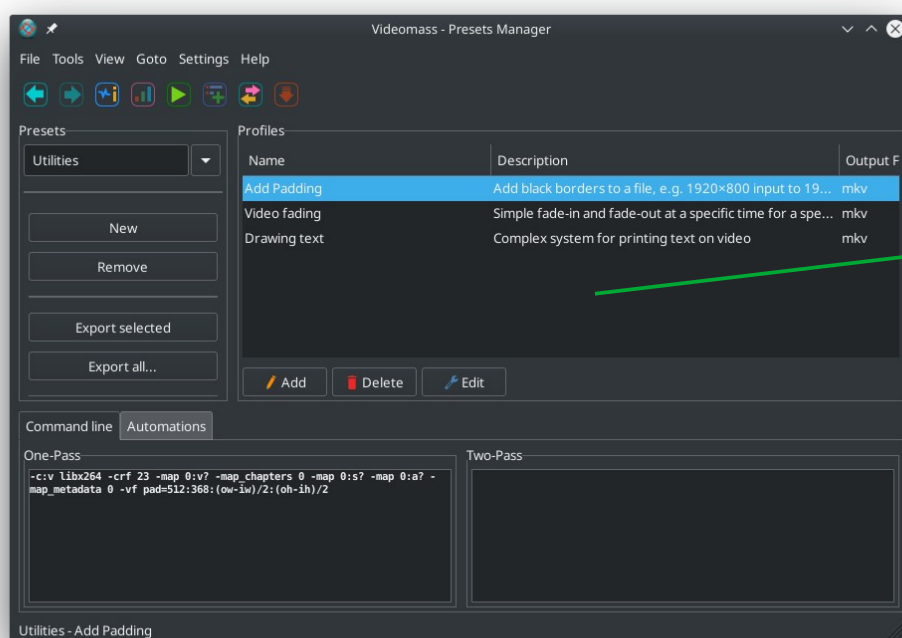 Videomass - Presets Manager
File Tools View Goto Settings Help
Presets
Profiles
Utilities
Name Description Output F
Add Padding Add black borders to a file, e.g. 1920×800 input to 19... mkv
Video fading Simple fade-in and fade-out at a specific time for a spe... mkv
Drawing text Complex system for printing text on video mkv
New
Remove
Export selected
Export all...
Add Delete Edit
Command line Automations
One-Pass
Two-Pass
-c:v libx264 -crf 23 -map 0:v? -map_chapters 0 -map 0:s? -map 0:a? -
map_metadata 0 -vf pad=512:368:(ow-iw)/2:(oh-ih)/2
Utilities - Add Padding